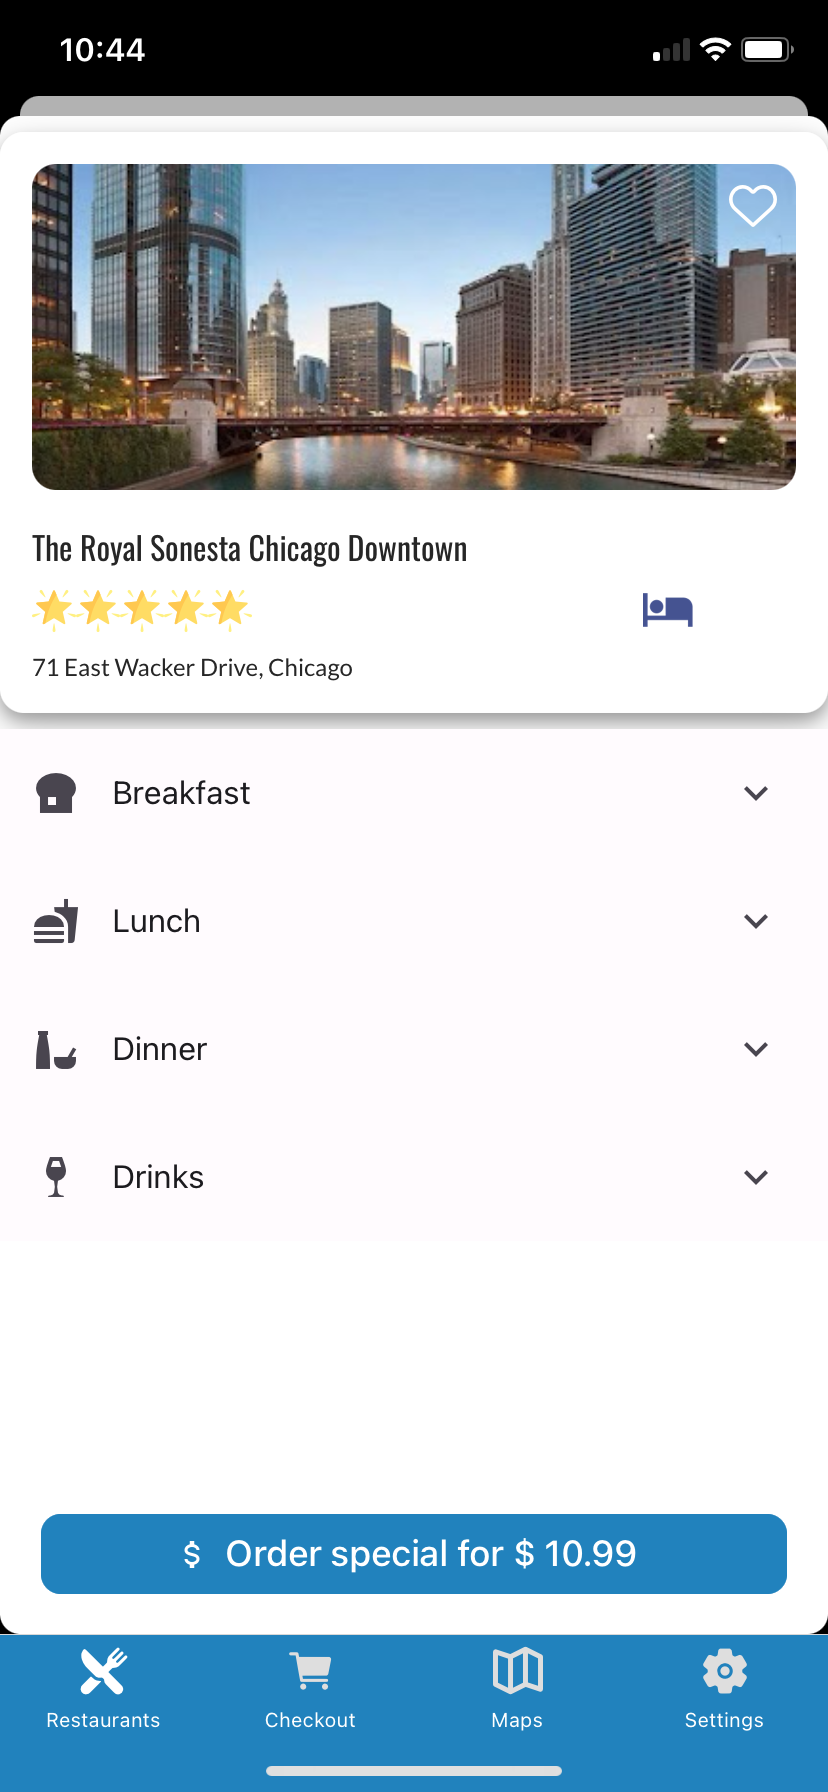 10:44
The Royal Sonesta Chicago Downtown
71 East Wacker Drive, Chicago
Breakfast
Lunch
Dinner
Drinks
$ Order special for $ 10.99
Restaurants Checkout Maps Settings